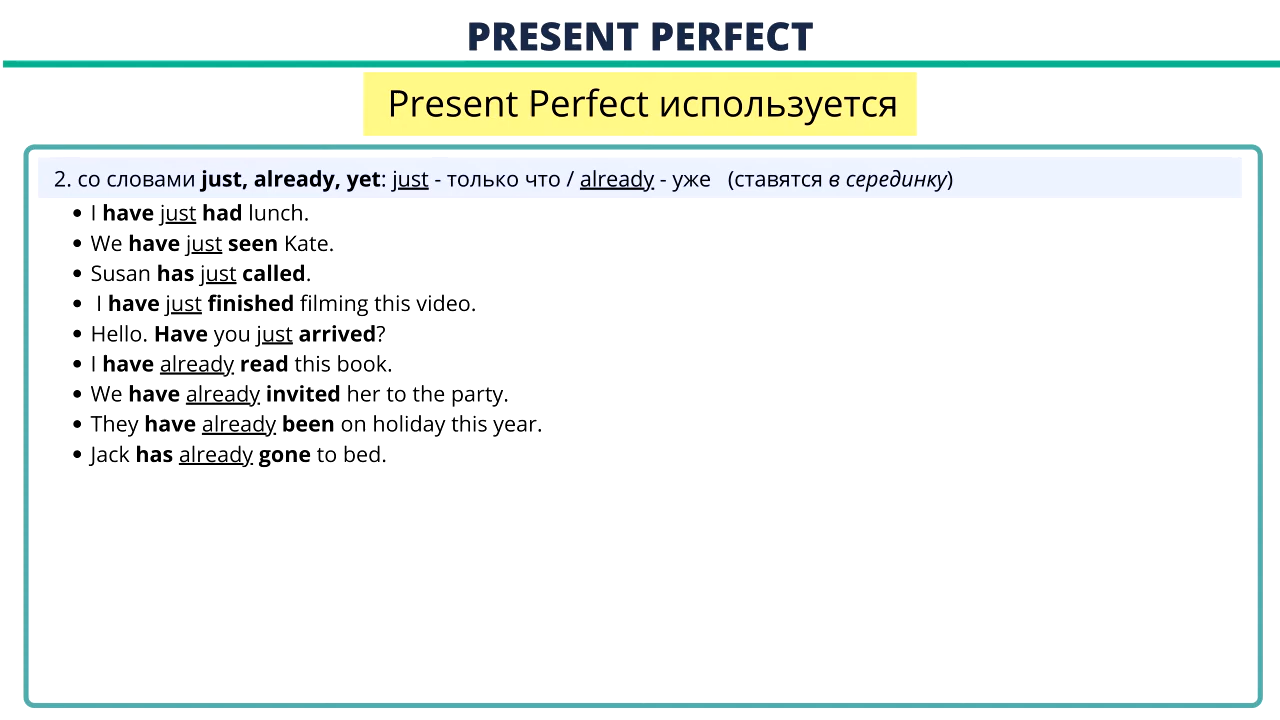 PRESENT PERFECT
Present Perfect используется
2. со словами just, already, yet: just - только что / already - уже (ставятся в серединку)
• I have just had lunch.
• We have just seen Kate.
• Susan has just called.
• I have just finished filming this video.
• Hello. Have you just arrived?
• I have already read this book.
• We have already invited her to the party.
• They have already been on holiday this year.
• Jack has already gone to bed.